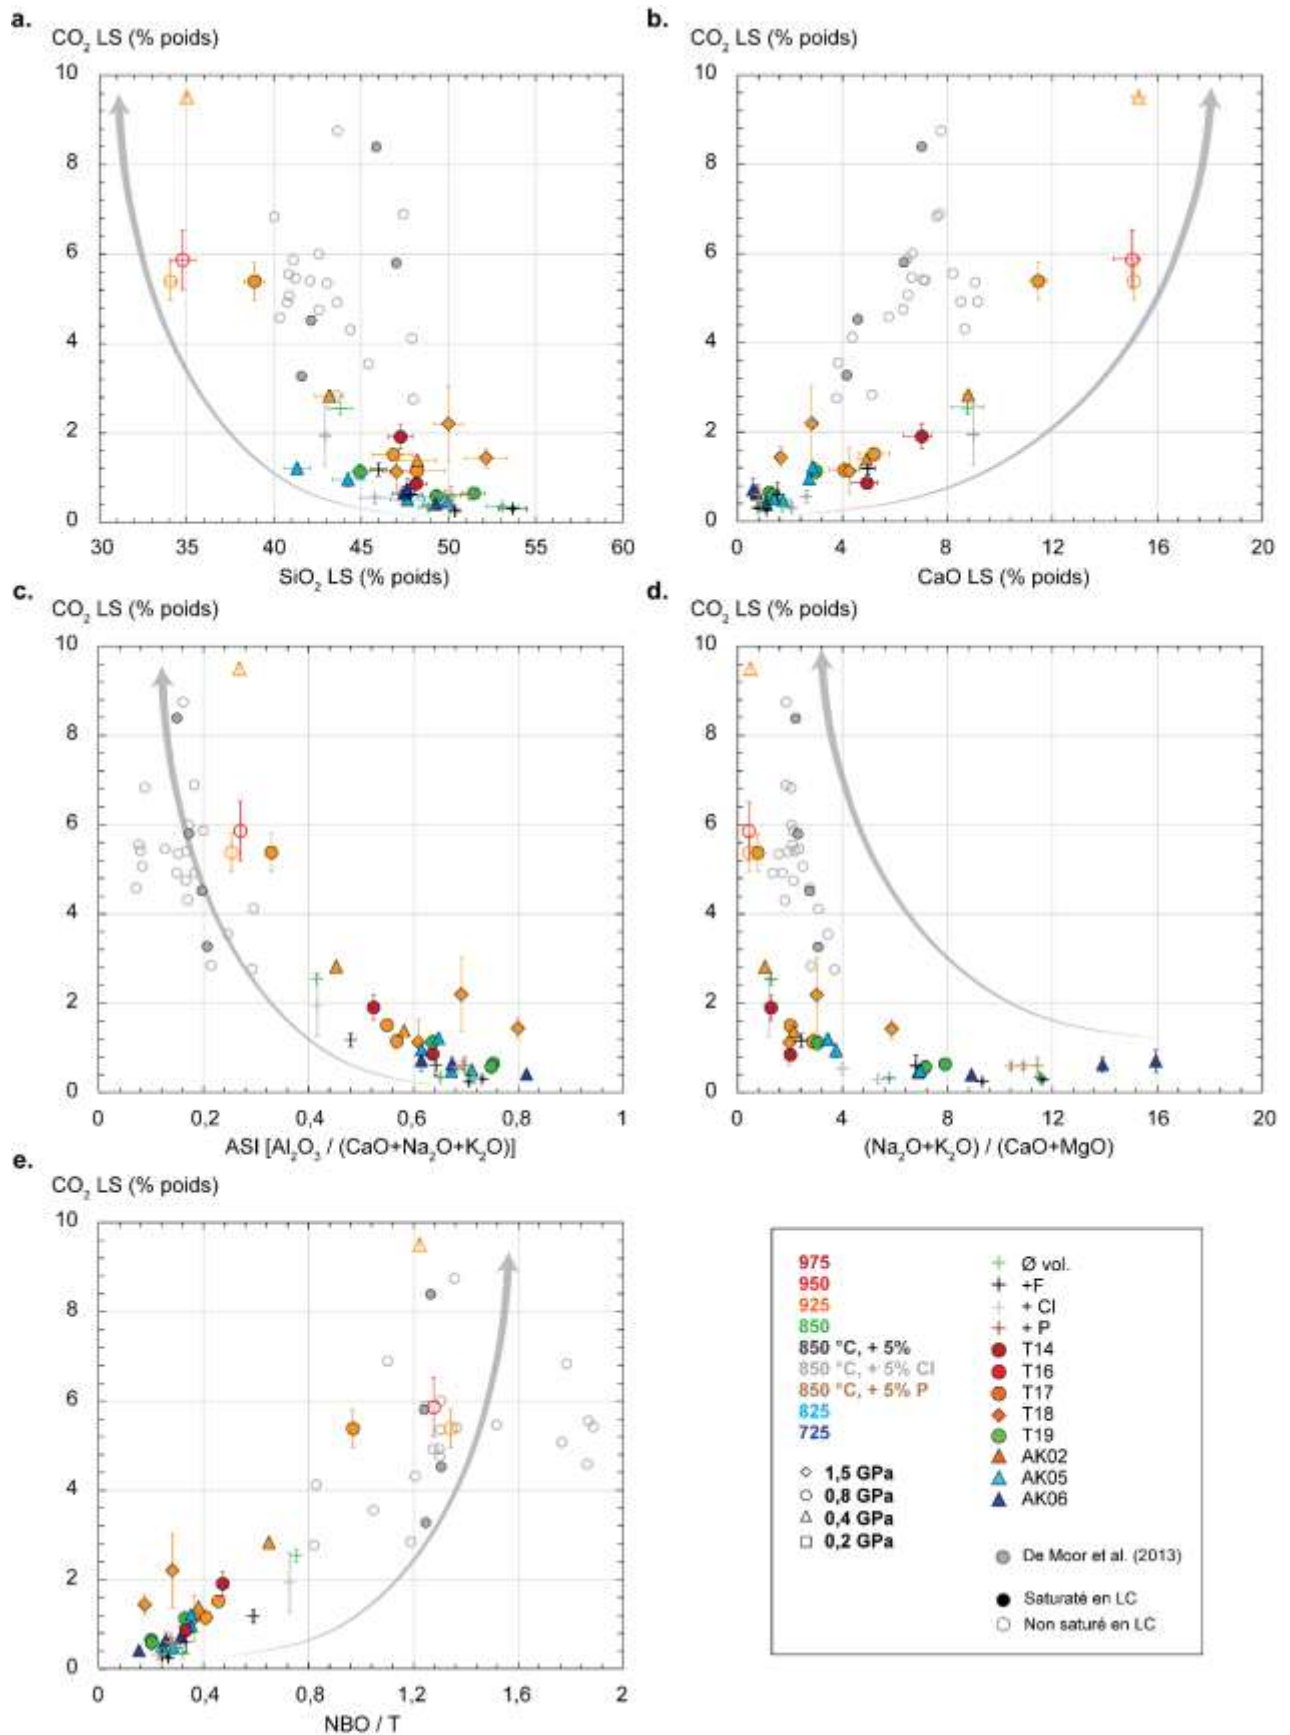 a.
CO2 LS (% poids)
10
8
6
4
2
0
30 35 40 45 50 55 60
SiO2 LS (% poids)
b.
CO2 LS (% poids)
10
8
6
4
2
0
0 4 8 12 16 20
CaO LS (% poids)
c.
CO2 LS (% poids)
10
8
6
4
2
0
0 0,2 0,4 0,6 0,8 1
ASI [Al2O3 / (CaO+Na2O+K2O)]
d.
CO2 LS (% poids)
10
8
6
4
2
0
0 4 8 12 16 20
(Na2O+K2O) / (CaO+MgO)
e.
CO2 LS (% poids)
10
8
6
4
2
0
0 0,4 0,8 1,2 1,6 2
NBO / T
975
950
925
850
850 °C, + 5%
850 °C, + 5% Cl
850 °C, + 5% P
825
725
1,5 GPa
0,8 GPa
0,4 GPa
0,2 GPa
Ø vol.
+F
+ Cl
+ P
T14
T16
T17
T18
T19
AK02
AK05
AK06
De Moor et al. (2013)
Saturaté en LC
Non saturé en LC